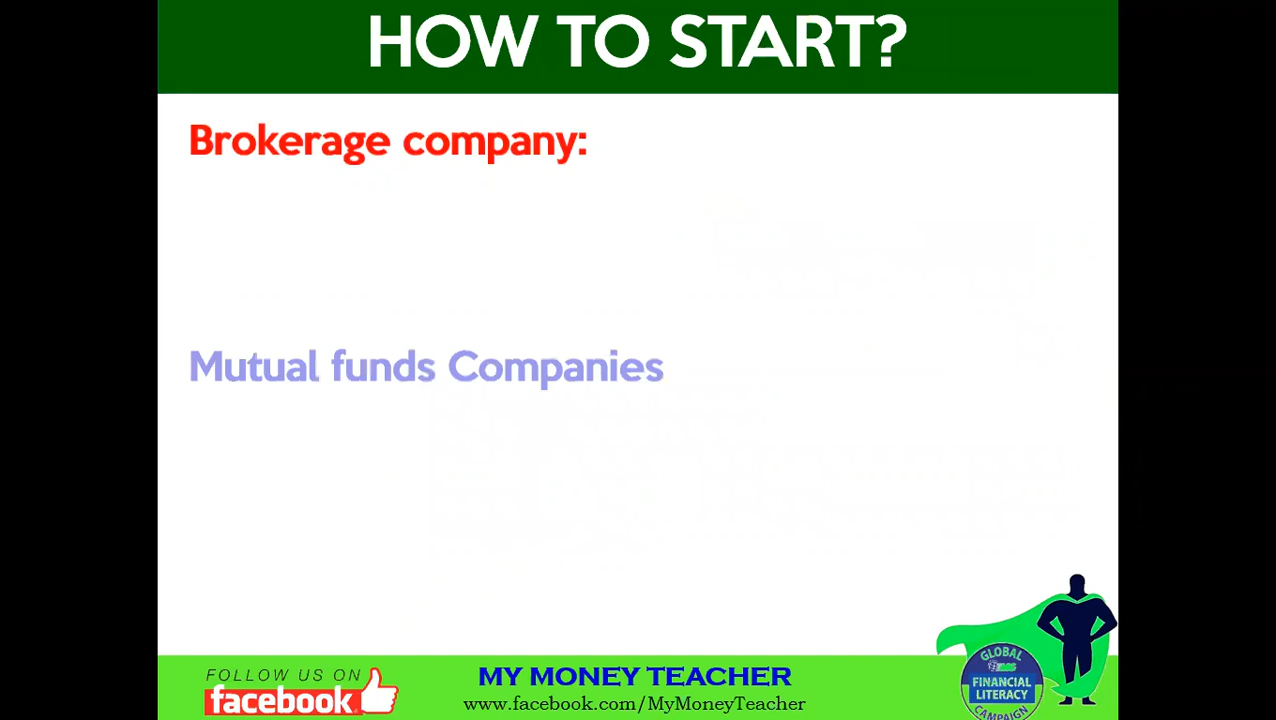 HOW TO START?
Brokerage company:
Mutual funds Companies
FOLLOW US ON
facebook
MY MONEY TEACHER
www.facebook.com/MyMoneyTeacher
GLOBAL
FINANCIAL
LITERACY
CAMPAIGN